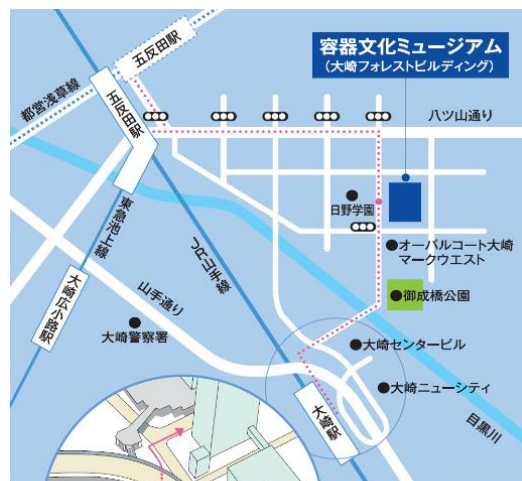 容器文化ミュージアム
(大崎フォレストビルディング)
五反田駅
都営浅草線
五反田駅
八ツ山通り
日野学園
東急池上線
JR山手線
オーバルコート大崎
マークウエスト
大崎広小路駅
山手通り
御成橋公園
大崎警察署
大崎センタービル
大崎ニューシティ
大崎駅
目黒川